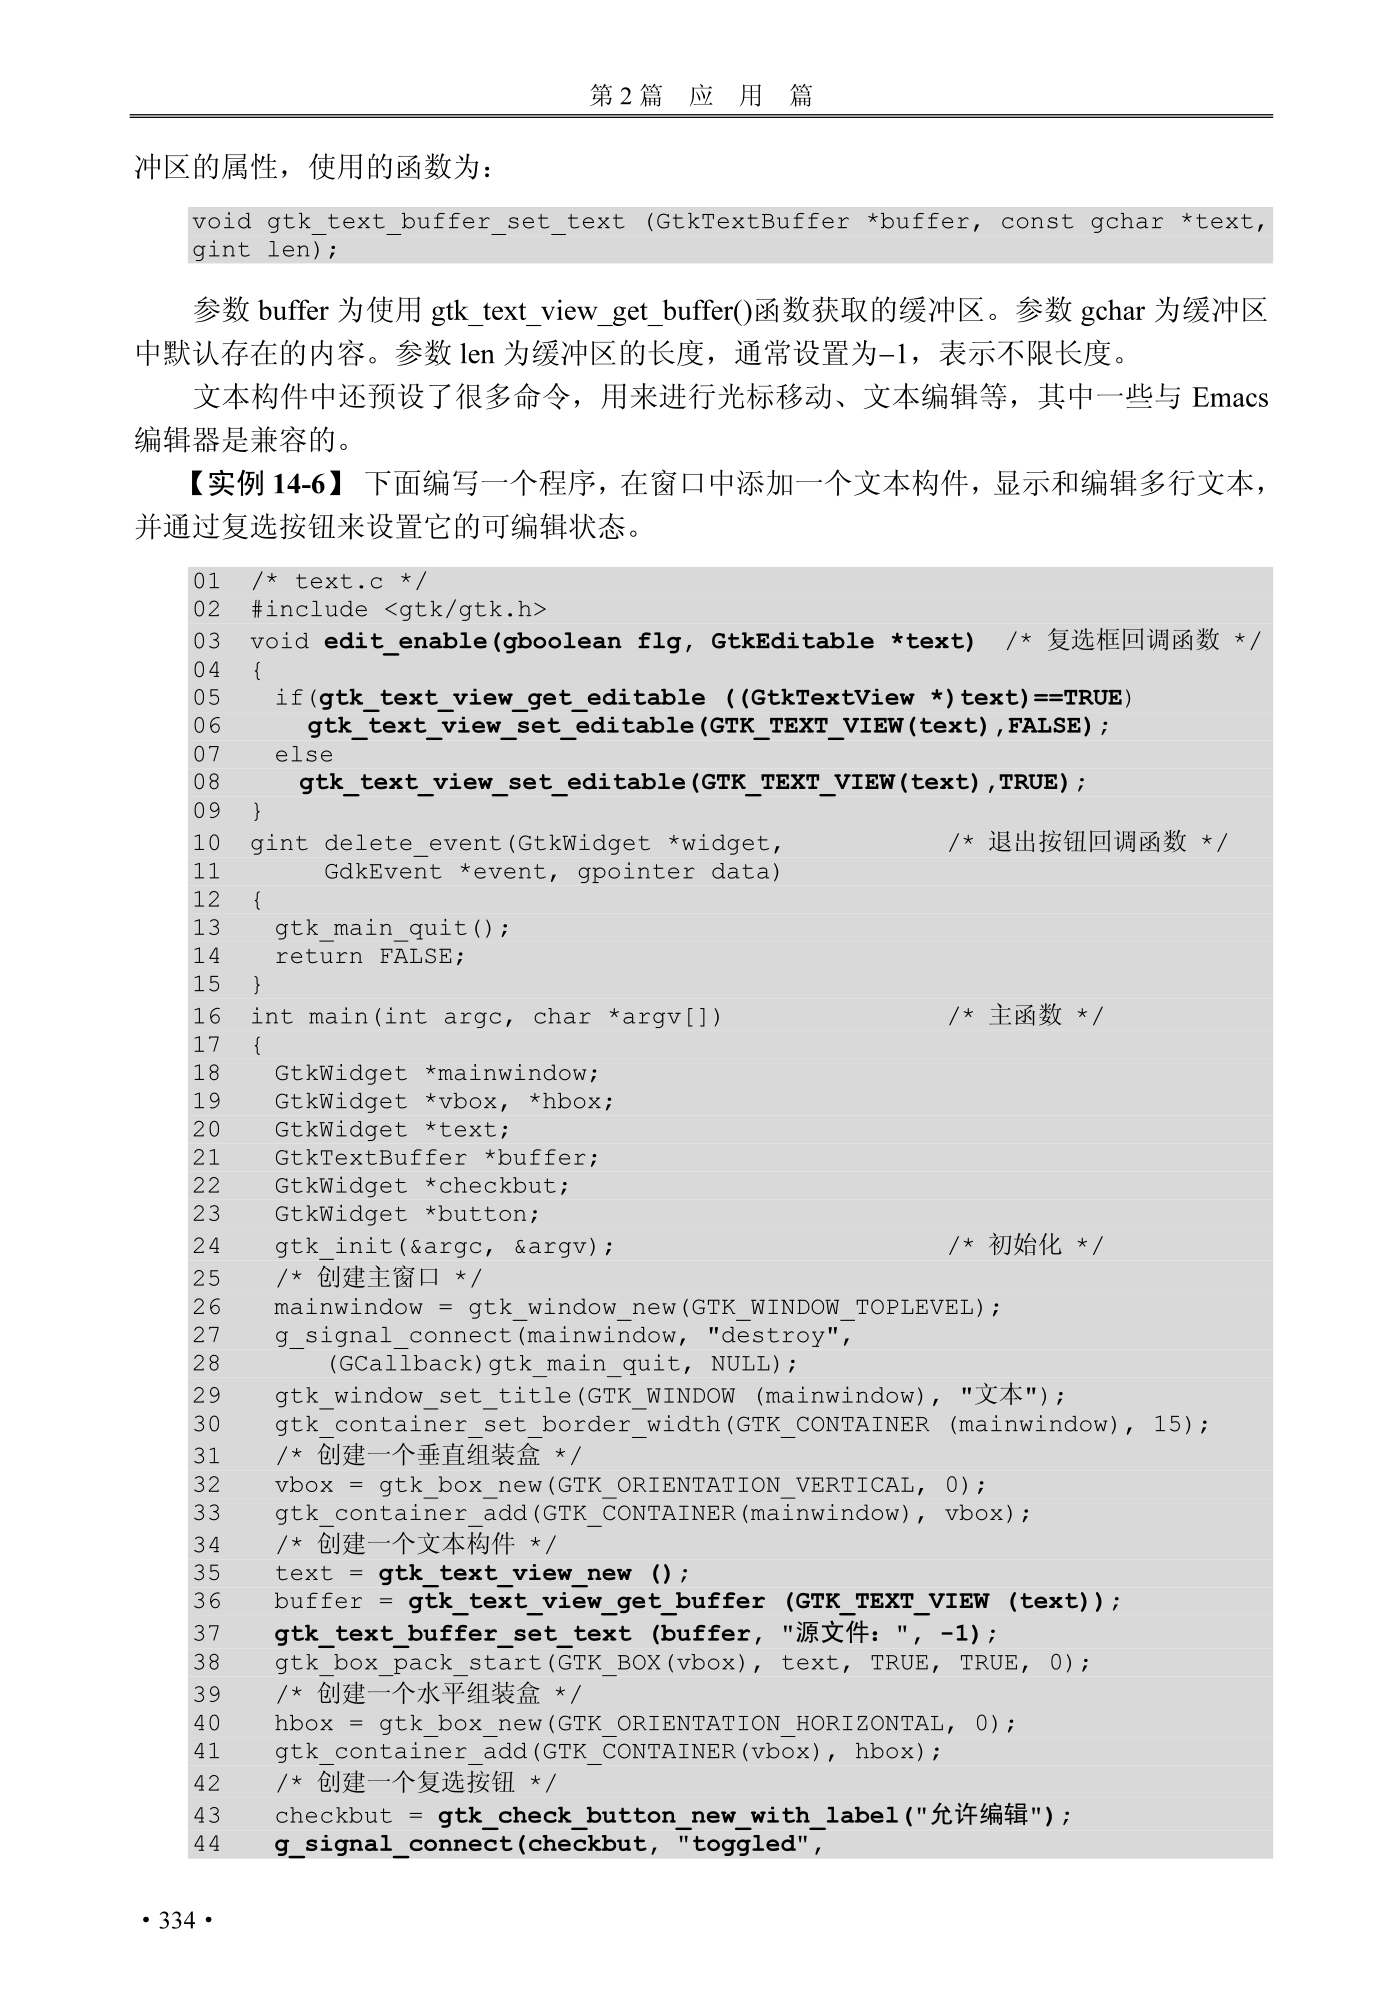 第 2 篇　应　用　篇
冲区的属性，使用的函数为：
void gtk_text_buffer_set_text (GtkTextBuffer *buffer, const gchar *text,
gint len);
参数 buffer 为使用 gtk_text_view_get_buffer()函数获取的缓冲区。参数 gchar 为缓冲区
中默认存在的内容。参数 len 为缓冲区的长度，通常设置为–1，表示不限长度。
文本构件中还预设了很多命令，用来进行光标移动、文本编辑等，其中一些与 Emacs
编辑器是兼容的。
【实例 14-6】 下面编写一个程序，在窗口中添加一个文本构件，显示和编辑多行文本，
并通过复选按钮来设置它的可编辑状态。
01  /* text.c */
02  #include <gtk/gtk.h>
03  void edit_enable(gboolean flg, GtkEditable *text)  /* 复选框回调函数 */
04  {
05    if(gtk_text_view_get_editable ((GtkTextView *)text)==TRUE)
06      gtk_text_view_set_editable(GTK_TEXT_VIEW(text),FALSE);
07    else
08     gtk_text_view_set_editable(GTK_TEXT_VIEW(text),TRUE);
09  }
10  gint delete_event(GtkWidget *widget,           /* 退出按钮回调函数 */
11       GdkEvent *event, gpointer data)
12  {
13    gtk_main_quit();
14    return FALSE;
15  }
16  int main(int argc, char *argv[])               /* 主函数 */
17  {
18    GtkWidget *mainwindow;
19    GtkWidget *vbox, *hbox;
20    GtkWidget *text;
21    GtkTextBuffer *buffer;
22    GtkWidget *checkbut;
23    GtkWidget *button;
24    gtk_init(&argc, &argv);                      /* 初始化 */
25    /* 创建主窗口 */
26    mainwindow = gtk_window_new(GTK_WINDOW_TOPLEVEL);
27    g_signal_connect(mainwindow, "destroy",
28       (GCallback)gtk_main_quit, NULL);
29    gtk_window_set_title(GTK_WINDOW (mainwindow), "文本");
30    gtk_container_set_border_width(GTK_CONTAINER (mainwindow), 15);
31    /* 创建一个垂直组装盒 */
32    vbox = gtk_box_new(GTK_ORIENTATION_VERTICAL, 0);
33    gtk_container_add(GTK_CONTAINER(mainwindow), vbox);
34    /* 创建一个文本构件 */
35    text = gtk_text_view_new ();
36    buffer = gtk_text_view_get_buffer (GTK_TEXT_VIEW (text));
37    gtk_text_buffer_set_text (buffer, "源文件：", -1);
38    gtk_box_pack_start(GTK_BOX(vbox), text, TRUE, TRUE, 0);
39    /* 创建一个水平组装盒 */
40    hbox = gtk_box_new(GTK_ORIENTATION_HORIZONTAL, 0);
41    gtk_container_add(GTK_CONTAINER(vbox), hbox);
42    /* 创建一个复选按钮 */
43    checkbut = gtk_check_button_new_with_label("允许编辑");
44    g_signal_connect(checkbut, "toggled",
• 334 •